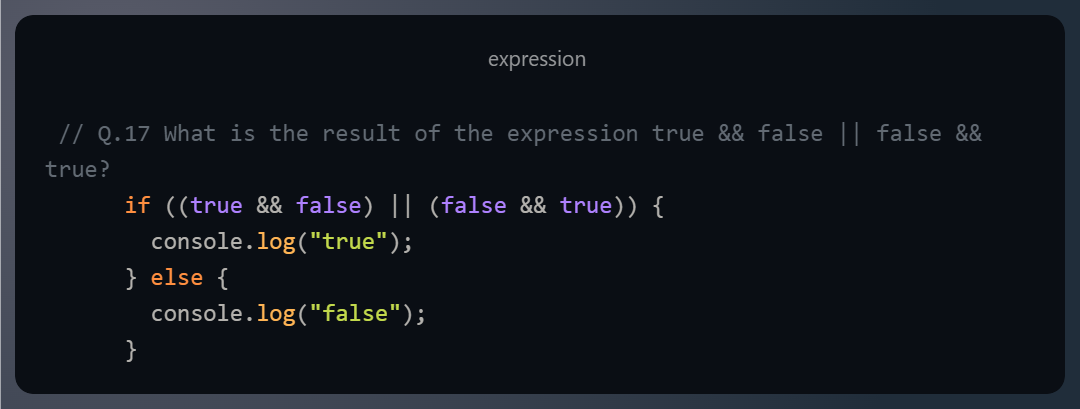 expression
// Q.17 What is the result of the expression true && false || false &&
true?
if ((true && false) || (false && true)) {
console.log("true");
} else {
console.log("false");
}